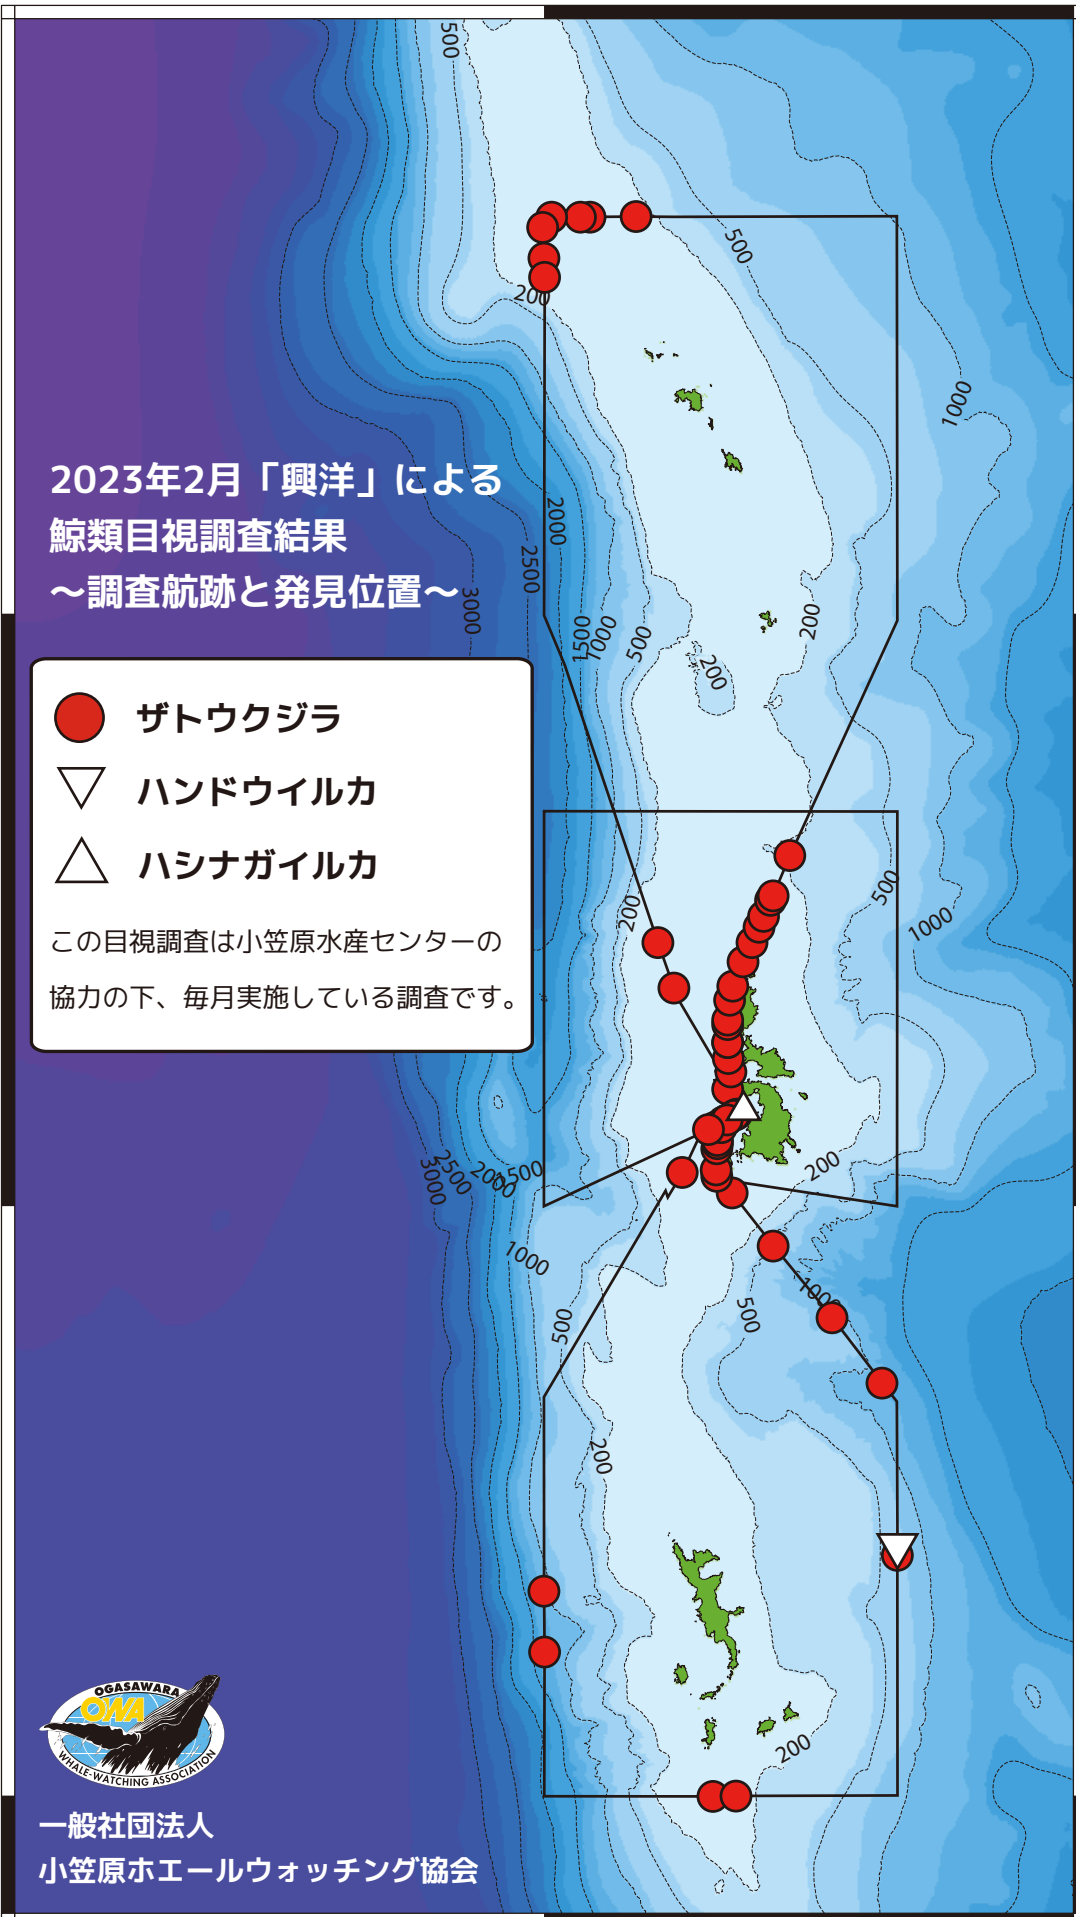 500
500
200
1000
2023年2月「興洋」による
鯨類目視調査結果
～調査航跡と発見位置～
2000
2500
3000
1500
1000
500
200
200
ザトウクジラ
ハンドウイルカ
ハシナガイルカ
この目視調査は小笠原水産センターの
協力の下、毎月実施している調査です。
200
500
1000
3000
2500
2000
1500
200
1000
500
500
1000
200
200
OGASAWARA
OWA
WHALE-WATCHING ASSOCIATION
一般社団法人
小笠原ホエールウォッチング協会